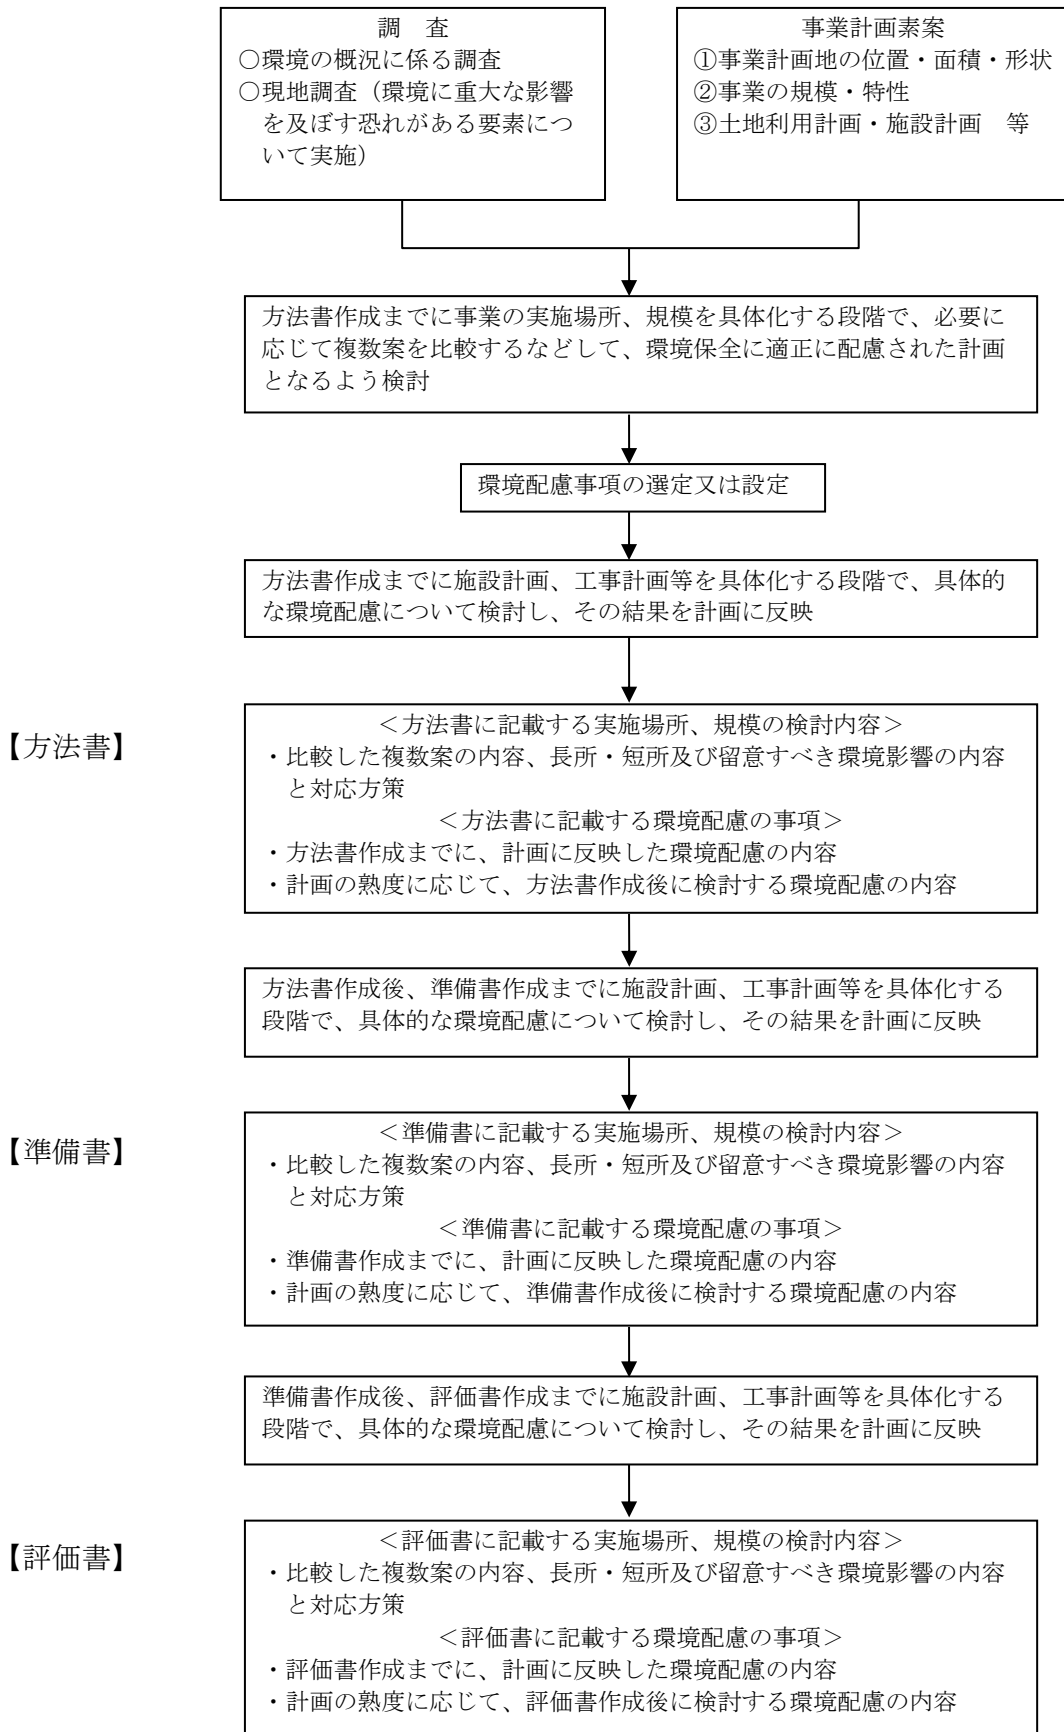 調　査
○環境の概況に係る調査
○現地調査（環境に重大な影響
を及ぼす恐れがある要素につ
いて実施）
事業計画素案
①事業計画地の位置・面積・形状
②事業の規模・特性
③土地利用計画・施設計画　等
方法書作成までに事業の実施場所、規模を具体化する段階で、必要に
応じて複数案を比較するなどして、環境保全に適正に配慮された計画
となるよう検討
環境配慮事項の選定又は設定
方法書作成までに施設計画、工事計画等を具体化する段階で、具体的
な環境配慮について検討し、その結果を計画に反映
【方法書】
＜方法書に記載する実施場所、規模の検討内容＞
・比較した複数案の内容、長所・短所及び留意すべき環境影響の内容
と対応方策
＜方法書に記載する環境配慮の事項＞
・方法書作成までに、計画に反映した環境配慮の内容
・計画の熟度に応じて、方法書作成後に検討する環境配慮の内容
方法書作成後、準備書作成までに施設計画、工事計画等を具体化する
段階で、具体的な環境配慮について検討し、その結果を計画に反映
【準備書】
＜準備書に記載する実施場所、規模の検討内容＞
・比較した複数案の内容、長所・短所及び留意すべき環境影響の内容
と対応方策
＜準備書に記載する環境配慮の事項＞
・準備書作成までに、計画に反映した環境配慮の内容
・計画の熟度に応じて、準備書作成後に検討する環境配慮の内容
準備書作成後、評価書作成までに施設計画、工事計画等を具体化する
段階で、具体的な環境配慮について検討し、その結果を計画に反映
【評価書】
＜評価書に記載する実施場所、規模の検討内容＞
・比較した複数案の内容、長所・短所及び留意すべき環境影響の内容
と対応方策
＜評価書に記載する環境配慮の事項＞
・評価書作成までに、計画に反映した環境配慮の内容
・計画の熟度に応じて、評価書作成後に検討する環境配慮の内容